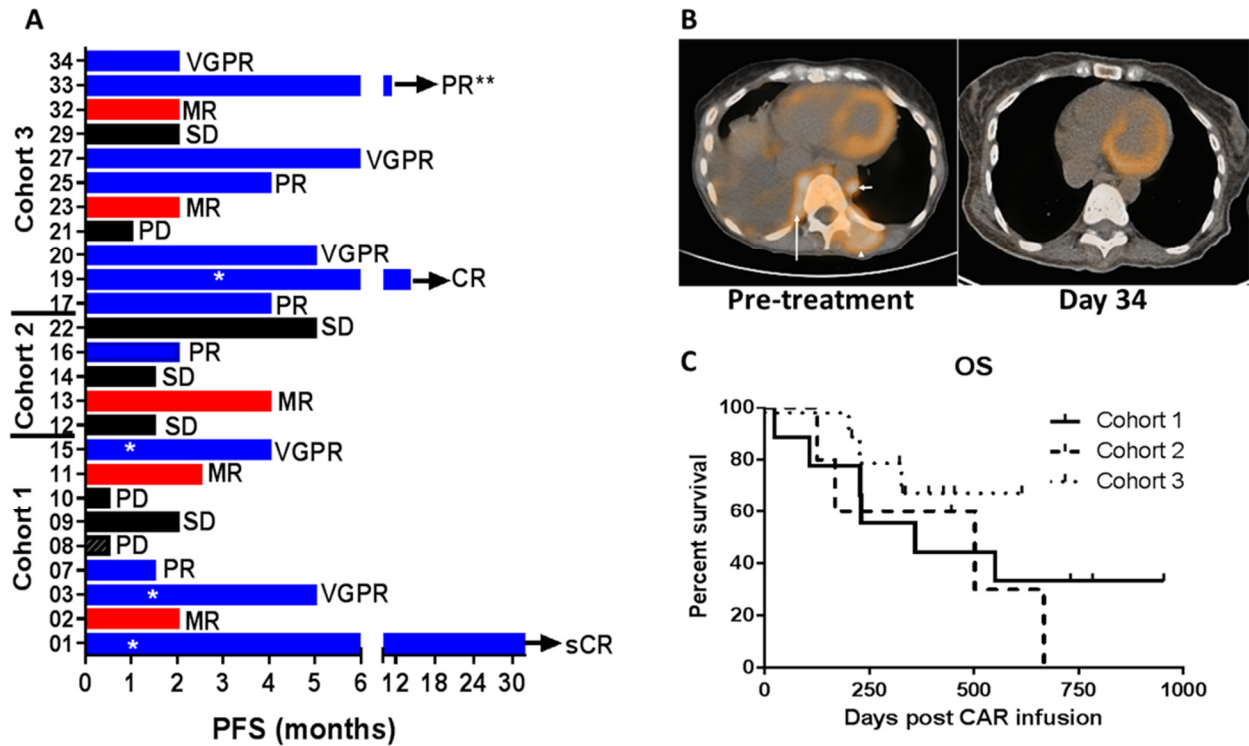 A
Cohort 3
Cohort 2
Cohort 1
34 VGPR
33 PR**
32 MR
29 SD
27 VGPR
25 PR
23 MR
21 PD
20 VGPR
19 * CR
17 PR
22 SD
16 PR
14 SD
13 MR
12 SD
15 * VGPR
11 MR
10 PD
09 SD
08 PD
07 PR
03 * VGPR
02 MR
01 * sCR
0 1 2 3 4 5 6 12 18 24 30
PFS (months)
B
Pre-treatment
Day 34
C
OS
Percent survival
100
80
60
40
20
0
Cohort 1
Cohort 2
Cohort 3
0 250 500 750 1000
Days post CAR infusion